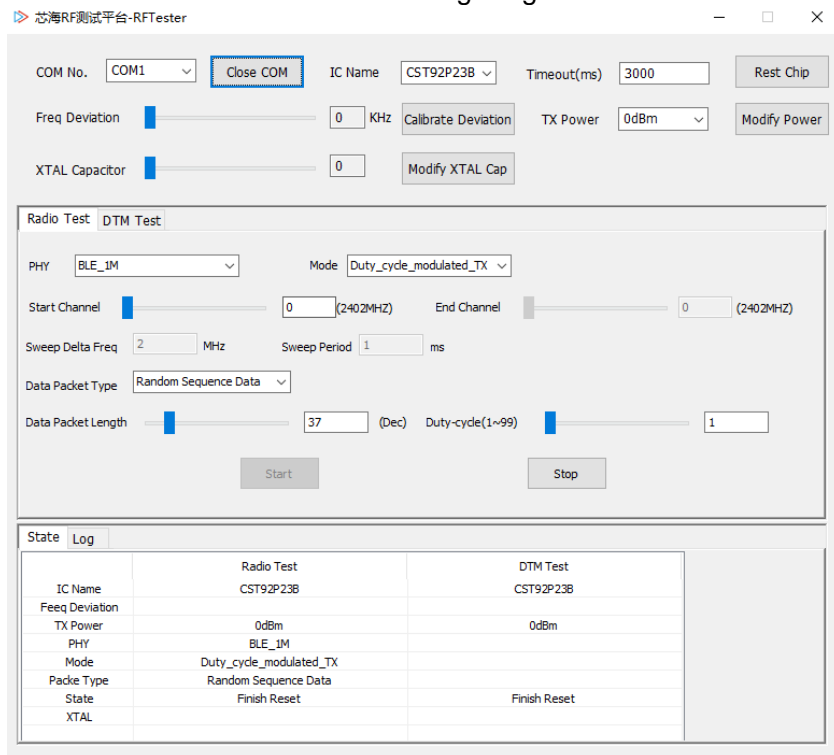 芯海RF测试平台-RFTester
COM No. COM1 Close COM IC Name CST92P23B Timeout(ms) 3000 Rest Chip
Freq Deviation 0 KHz Calibrate Deviation TX Power 0dBm Modify Power
XTAL Capacitor 0 Modify XTAL Cap
Radio Test DTM Test
PHY BLE_1M Mode Duty_cycle_modulated_TX
Start Channel 0 (2402MHZ) End Channel 0 (2402MHZ)
Sweep Delta Freq 2 MHz Sweep Period 1 ms
Data Packet Type Random Sequence Data
Data Packet Length 37 (Dec) Duty-cycle(1~99) 1
Start Stop
State Log
Radio Test DTM Test
IC Name CST92P23B CST92P23B
Feeq Deviation
TX Power 0dBm 0dBm
PHY BLE_1M
Mode Duty_cycle_modulated_TX
Packe Type Random Sequence Data
State Finish Reset Finish Reset
XTAL